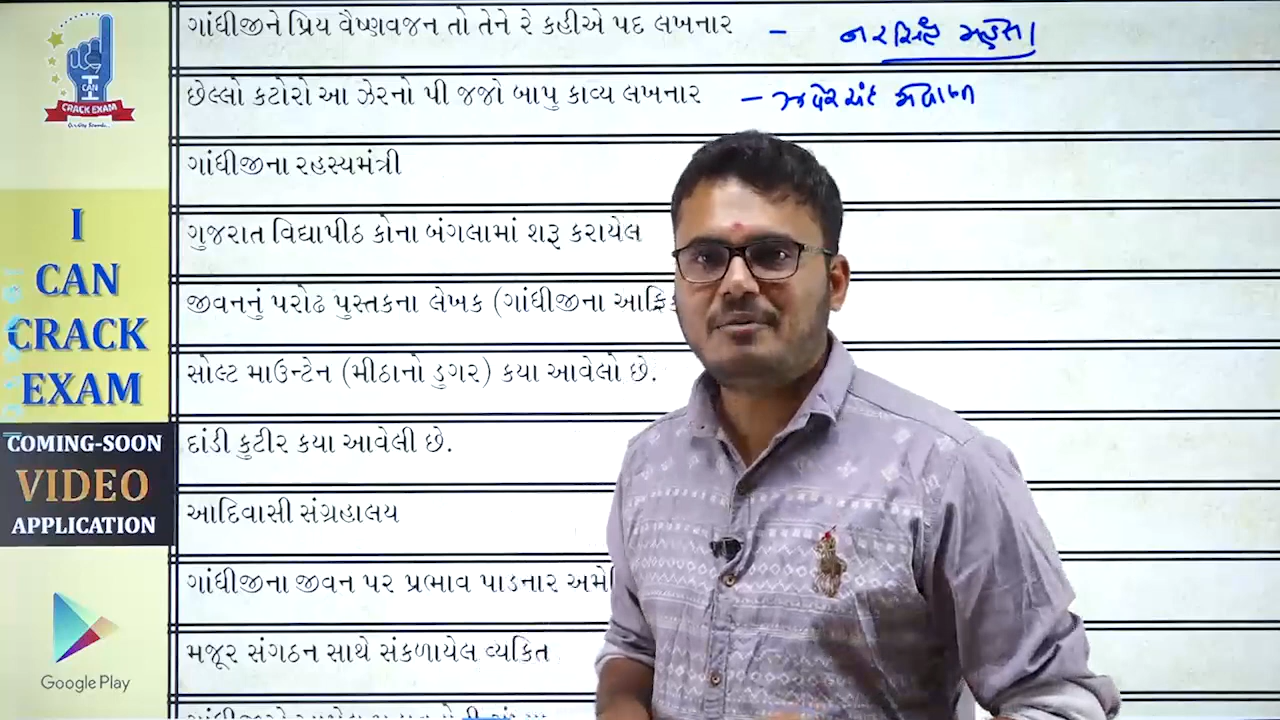 ગાંધીજીને પ્રિય વૈષ્ણવજન તો તેને રે કહીએ પદ લખનાર - નરસિંહ મહેતા
છેલ્લો કટોરો આ ઝેરનો પી જજો બાપુ કાવ્ય લખનાર - ઝવેરચંદ મેઘાણી
ગાંધીજીના રહસ્યમંત્રી
ગુજરાત વિદ્યાપીઠ કોના બંગલામાં શરૂ કરાયેલ
જીવનનું પરોઢ પુસ્તકના લેખક (ગાંધીજીના
સોલ્ટ માઉન્ટેન (મીઠાનો ડુગર) કયા આવેલો છે.
દાંડી કુટીર કયા આવેલી છે.
આદિવાસી સંગ્રહાલય
ગાંધીજીના જીવન પર પ્રભાવ પાડનાર
મજૂર સંગઠન સાથે સંકળાયેલ વ્યકિત
I CAN
CRACK EXAM
I
CAN
CRACK
EXAM
COMING-SOON
VIDEO
APPLICATION
Google Play